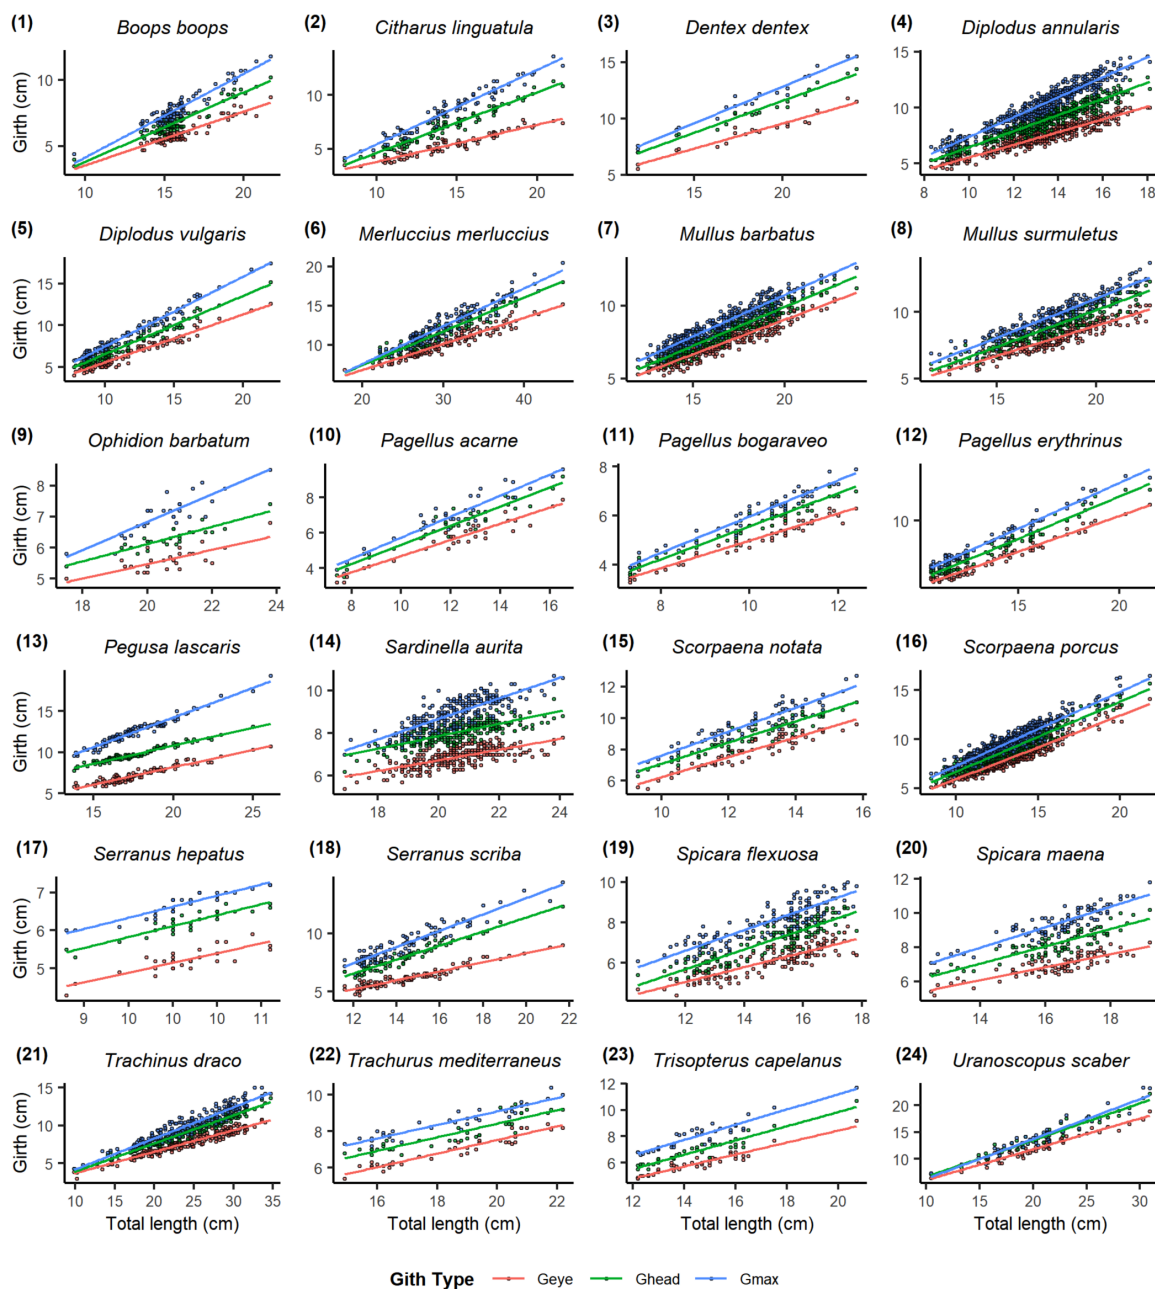 (1) Boops boops (2) Citharus linguatula (3) Dentex dentex (4) Diplodus annularis
Girth (cm)
10
5
10 15 20
10
5
10 15 20
15
10
5
15 20
15
10
5
8 10 12 14 16 18
(5) Diplodus vulgaris (6) Merluccius merluccius (7) Mullus barbatus (8) Mullus surmuletus
Girth (cm)
15
10
5
10 15 20
20
15
10
20 30 40
10
5
15 20
10
5
15 20
(9) Ophidion barbatum (10) Pagellus acarne (11) Pagellus bogaraveo (12) Pagellus erythrinus
Girth (cm)
8
7
6
5
18 20 22 24
8
6
4
8 10 12 14 16
8
6
4
8 10 12
10
15 20
(13) Pegusa lascaris (14) Sardinella aurita (15) Scorpaena notata (16) Scorpaena porcus
Girth (cm)
15
10
5
15 20 25
10
9
8
7
6
18 20 22 24
12
10
8
6
10 12 14 16
15
10
5
10 15 20
(17) Serranus hepatus (18) Serranus scriba (19) Spicara flexuosa (20) Spicara maena
Girth (cm)
7
6
5
9 10 10 10 11
10
5
12 14 16 18 20 22
10
8
6
12 14 16 18
12
10
8
6
14 16 18
(21) Trachinus draco (22) Trachurus mediterraneus (23) Trisopterus capelanus (24) Uranoscopus scaber
Girth (cm)
15
10
5
10 15 20 25 30 35
10
8
6
16 18 20 22
12
10
8
6
12 14 16 18 20
20
15
10
10 15 20 25 30
Total length (cm) Total length (cm) Total length (cm) Total length (cm)
Gith Type Geye Ghead Gmax